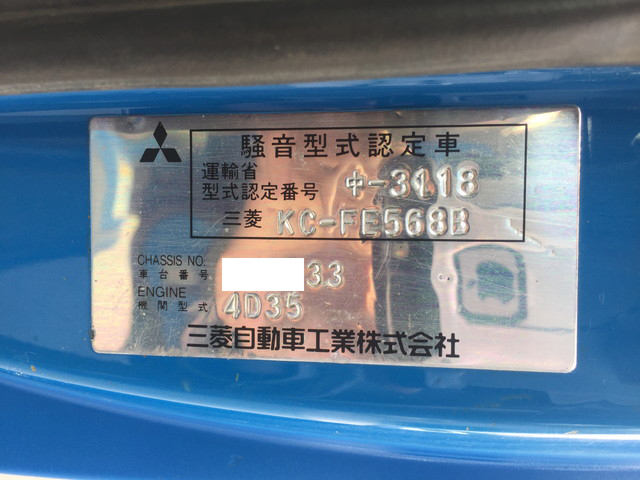 騒音型式認定車
運輸省
型式認定番号 中-3118
三菱 KC-FE568B
CHASSIS NO.
車台番号 33
ENGINE
機関型式 4D35
三菱自動車工業株式会社